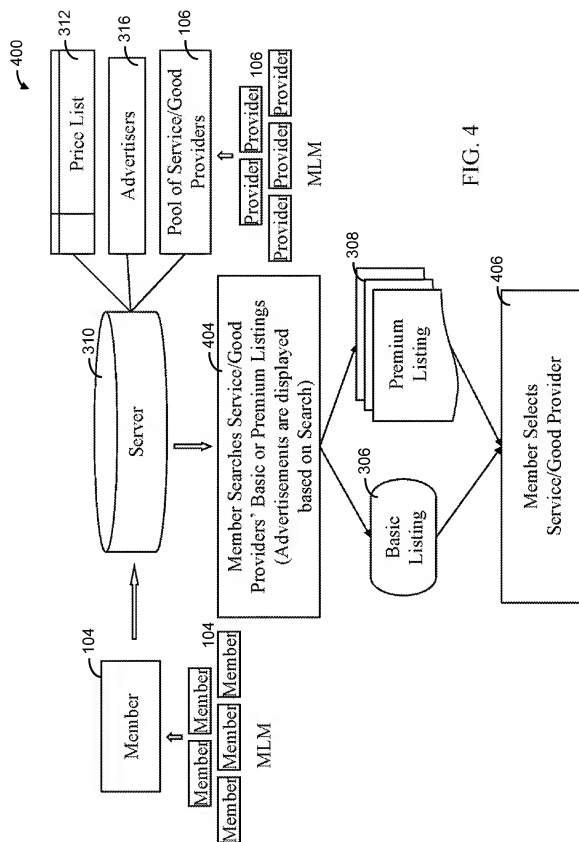 400
104
Member
Member
Member
104
Member
Member
Member
MLM
310
Server
Price List
312
Advertisers
316
Pool of Service/Good
Providers
106
Provider
Provider
106
Provider
Provider
Provider
MLM
404
Member Searches Service/Good
Providers' Basic or Premium Listings
(Advertisements are displayed
based on Search)
306
Basic
Listing
308
Premium
Listing
406
Member Selects
Service/Good Provider
FIG. 4